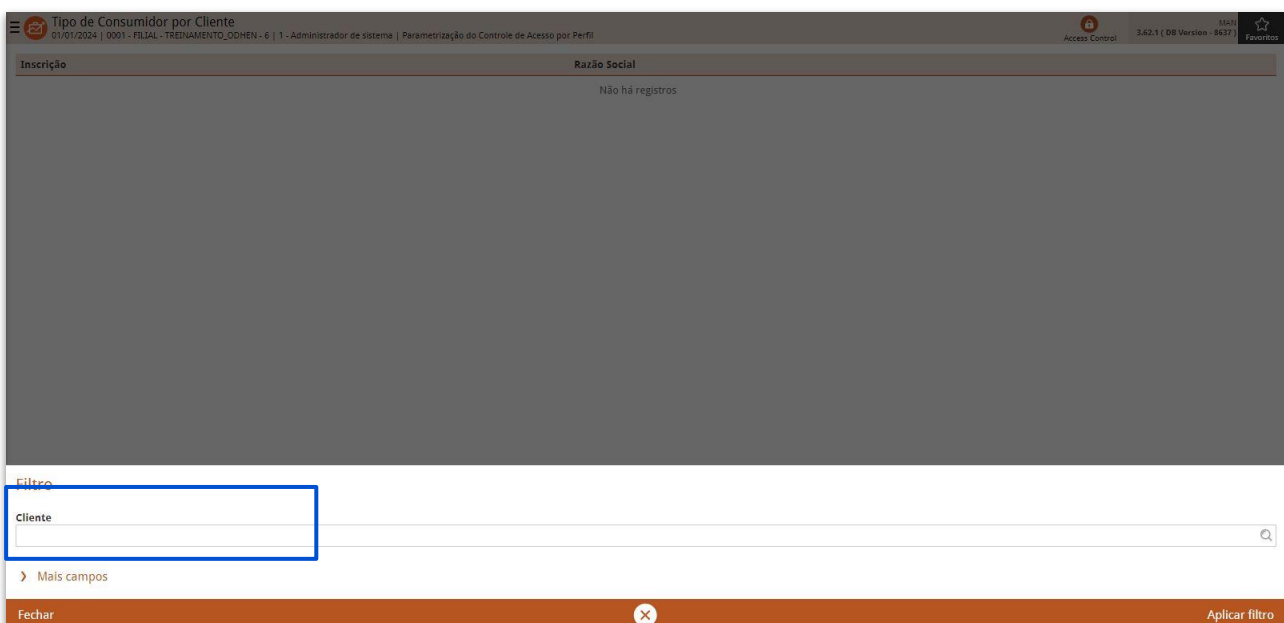 Tipo de Consumidor por Cliente
01/01/2024 | 0001 - FILIAL - TREINAMENTO_ODHEN - 6 | 1 - Administrador de sistema | Parametrização do Controle de Acesso por Perfil
Access Control
MAN
3.62.1 ( DB Version - 8637 )
Favoritos
Inscrição Razão Social
Não há registros
Filtro
Cliente
Mais campos
Fechar Aplicar filtro